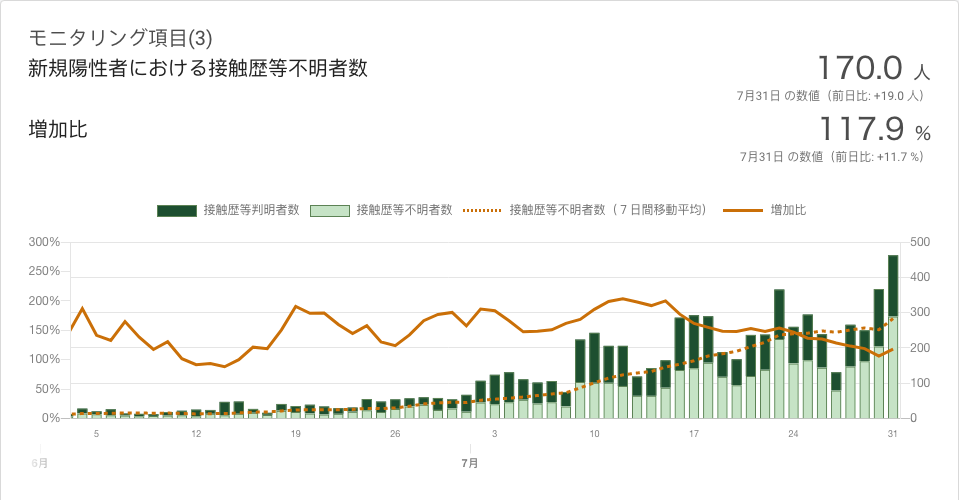 モニタリング項目(3)
新規陽性者における接触歴等不明者数
170.0 人
7月31日 の数値（前日比: +19.0 人）
増加比
117.9 %
7月31日 の数値（前日比: +11.7 %）
接触歴等判明者数 接触歴等不明者数 接触歴等不明者数（７日間移動平均） 増加比
300% 500
250% 400
200% 300
150% 200
100% 100
50% 0
0%
5 12 19 26 3 10 17 24 31
6月 7月